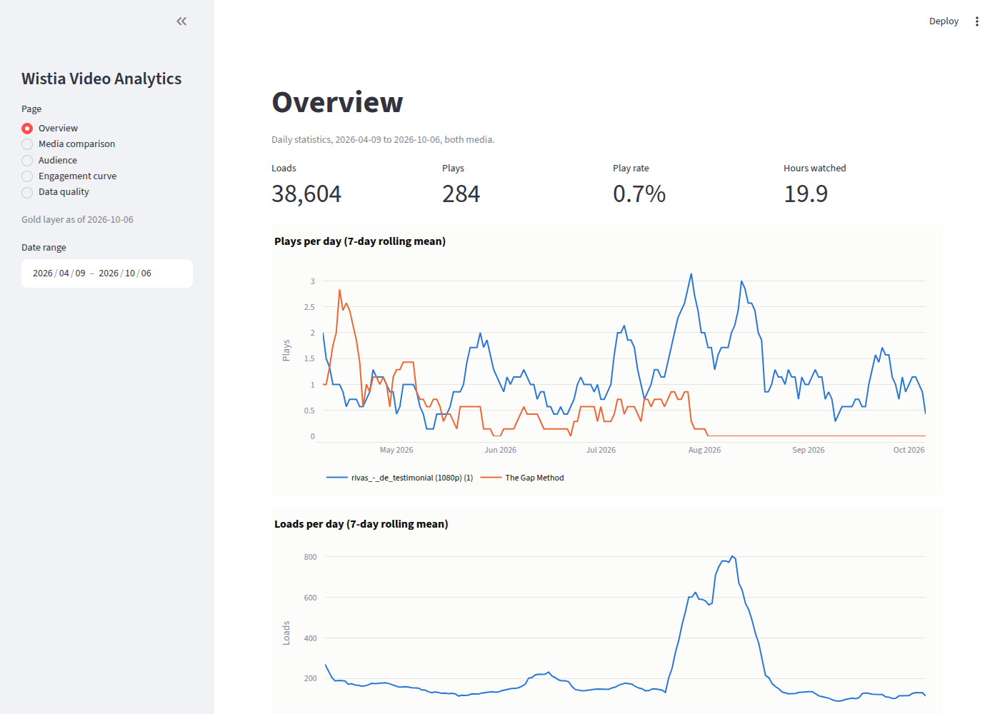 Deploy
Wistia Video Analytics
Page
Overview
Media comparison
Audience
Engagement curve
Data quality
Gold layer as of 2026-10-06
Date range
2026 / 04 / 09 – 2026 / 10 / 06
Overview
Daily statistics, 2026-04-09 to 2026-10-06, both media.
Loads Plays Play rate Hours watched
38,604 284 0.7% 19.9
Plays per day (7-day rolling mean)
3
2.5
2
1.5
1
0.5
0
Plays
May 2026 Jun 2026 Jul 2026 Aug 2026 Sep 2026 Oct 2026
rivas_-_de_testimonial (1080p) (1) The Gap Method
Loads per day (7-day rolling mean)
800
600
400
200
Loads